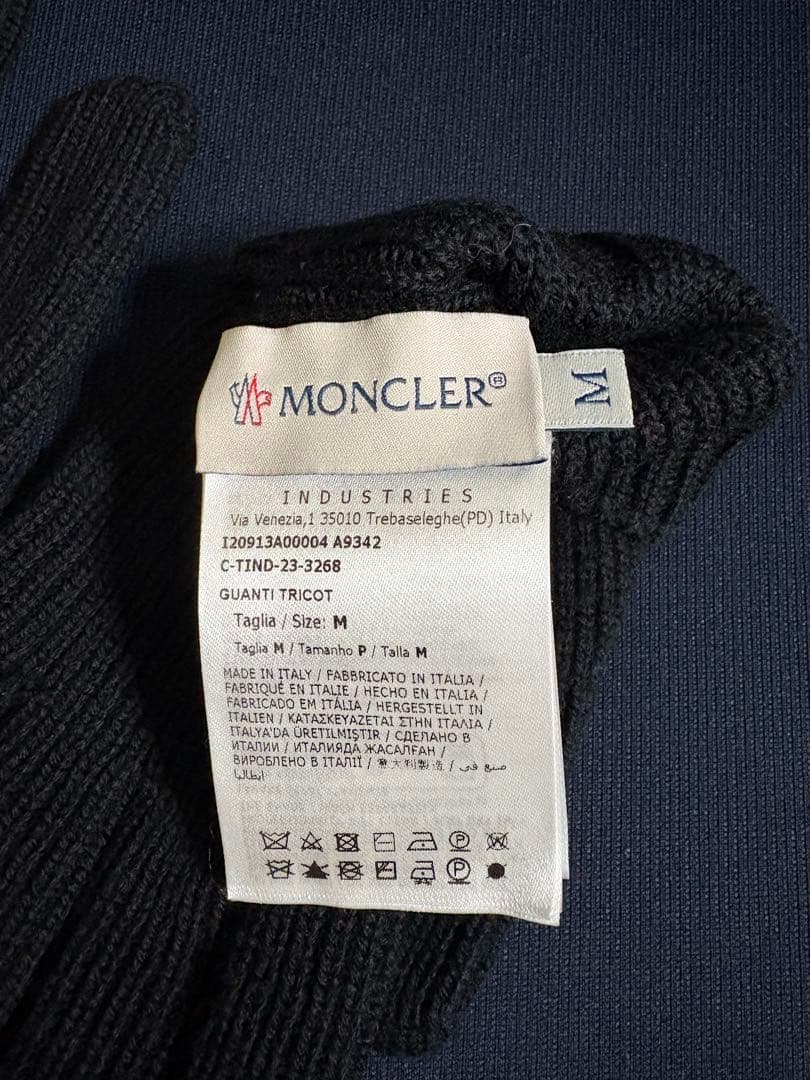 MONCLER®
M
INDUSTRIES
Via Venezia,1 35010 Trebaseleghe(PD) Italy
I20913A00004 A9342
C-TIND-23-3268
GUANTI TRICOT
Taglia / Size: M
Taglia M / Tamanho P / Talla M
MADE IN ITALY / FABBRICATO IN ITALIA /
FABRIQUÉ EN ITALIE / HECHO EN ITALIA /
FABRICADO EM ITÁLIA / HERGESTELLT IN
ITALIEN / ΚΑΤΑΣΚΕΥΑΖΕΤΑΙ ΣΤΗΝ ΙΤΑΛΙΑ /
ITALYA'DA ÜRETILMIŞTIR / СДЕЛАНО В
ИТАЛИИ / ИТАЛИЯДА ЖАСАЛҒАН /
ВИРОБЛЕНО В ІТАЛІЇ / 意大利製造 / صنع في
ايطاليا